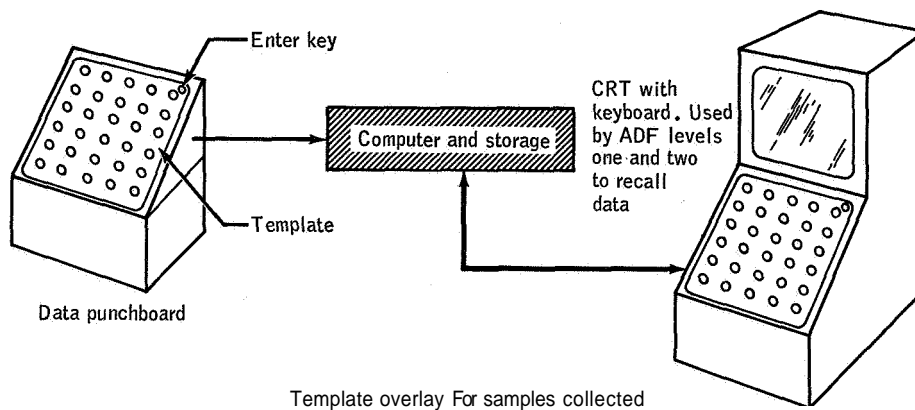 Enter key
Computer and storage
CRT with
keyboard. Used
by ADF levels
one and two
to recall
data
Template
Data punchboard
Template overlay For samples collected